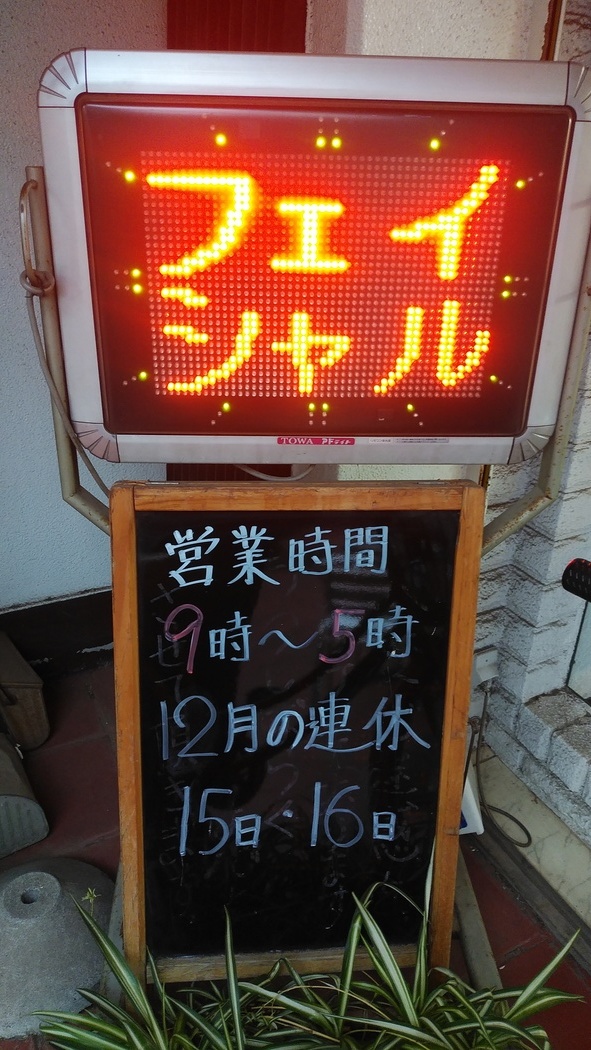 フェイ
シャル
TOWA
営業時間
9時～5時
12月の連休
15日・16日